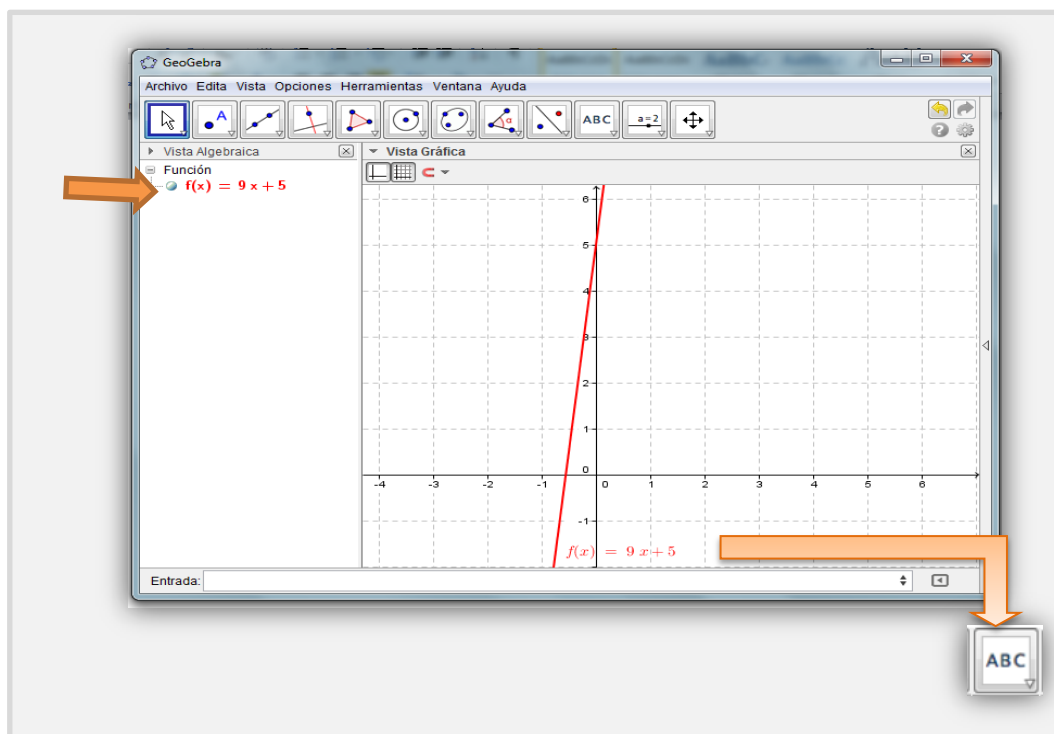 GeoGebra
Archivo Edita Vista Opciones Herramientas Ventana Ayuda
A
α
ABC
a=2
Vista Algebraica
Vista Gráfica
Función
f(x) = 9 x + 5
6
5
4
3
2
1
0
-4 -3 -2 -1 0 1 2 3 4 5 6
-1
f(x) = 9 x + 5
Entrada:
ABC